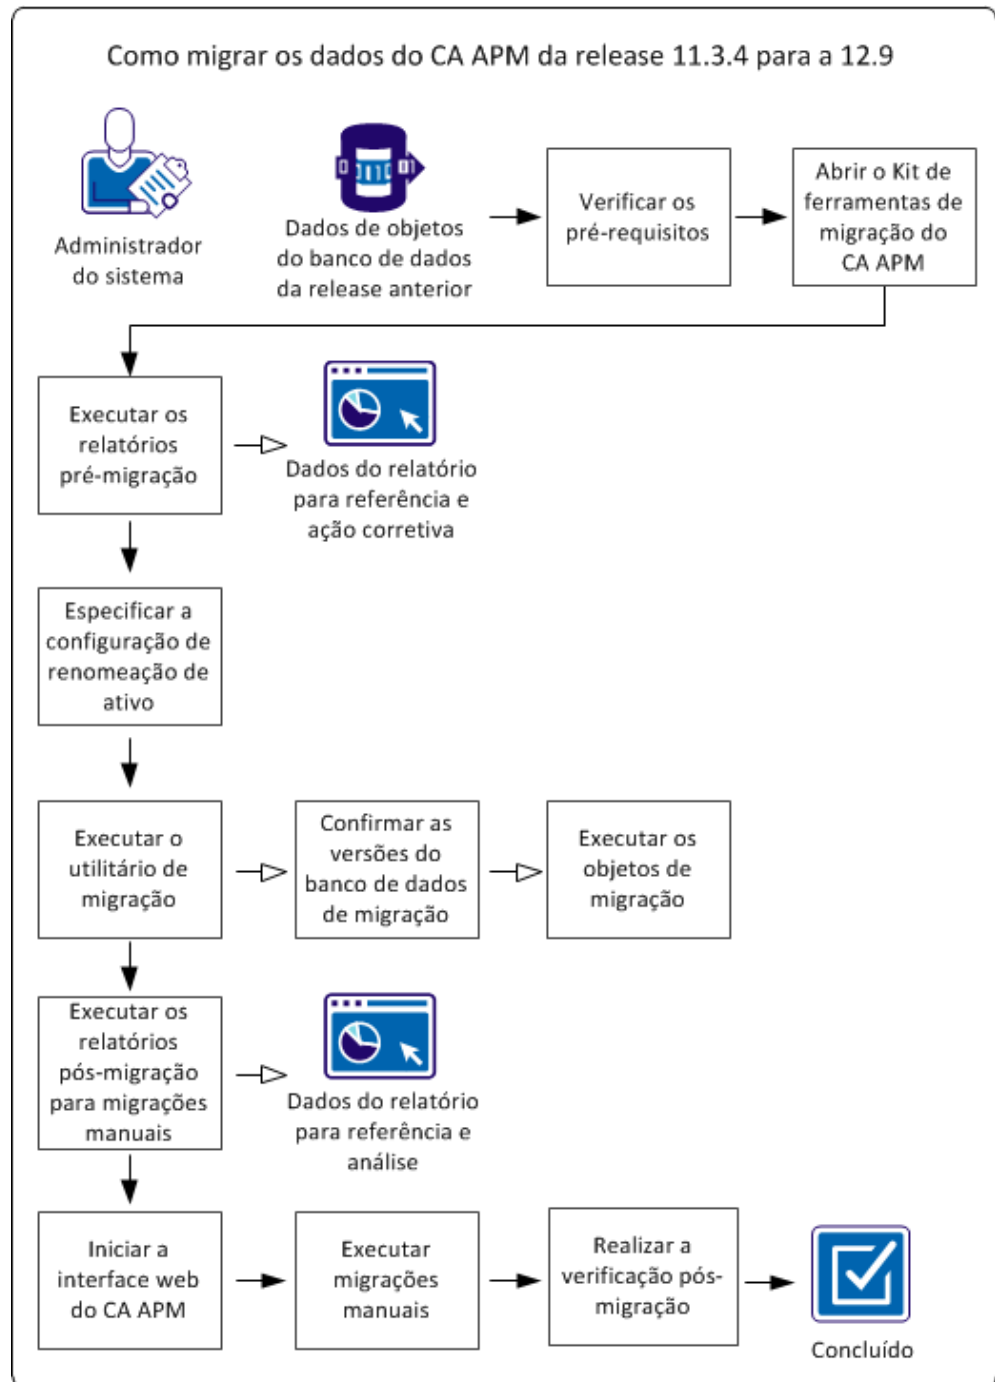 Como migrar os dados do CA APM da release 11.3.4 para a 12.9
Administrador
do sistema
Dados de objetos
do banco de dados
da release anterior
Verificar os
pré-requisitos
Abrir o Kit de
ferramentas de
migração do
CA APM
Executar os
relatórios
pré-migração
Dados do relatório
para referência e
ação corretiva
Especificar a
configuração de
renomeação de
ativo
Executar o
utilitário de
migração
Confirmar as
versões do
banco de dados
de migração
Executar os
objetos de
migração
Executar os
relatórios
pós-migração
para migrações
manuais
Dados do relatório
para referência e
análise
Iniciar a
interface web
do CA APM
Executar
migrações
manuais
Realizar a
verificação pós-
migração
Concluído